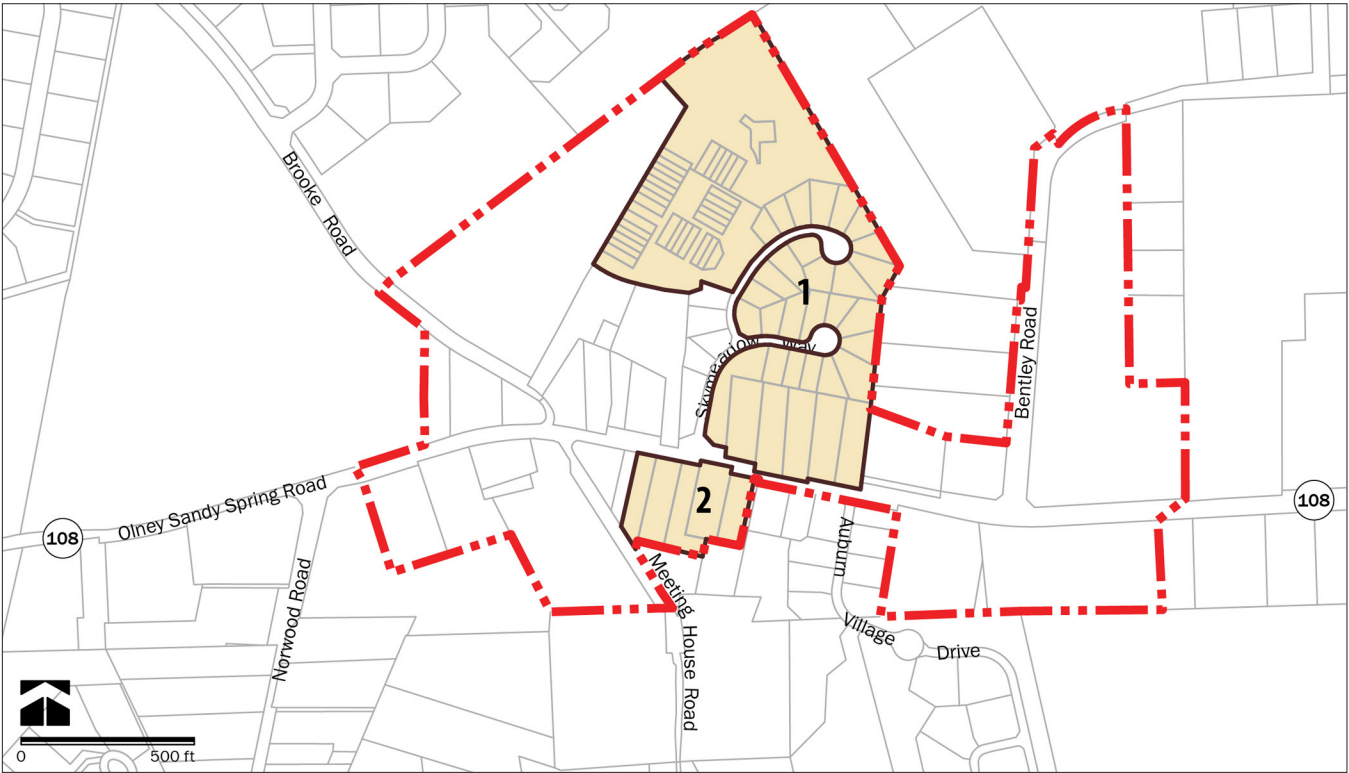 Brooke Road
1
Skymeadow Way
Bentley Road
2
108
Olney Sandy Spring Road
108
Auburn
Village
Drive
Meeting House Road
Norwood Road
0
500 ft